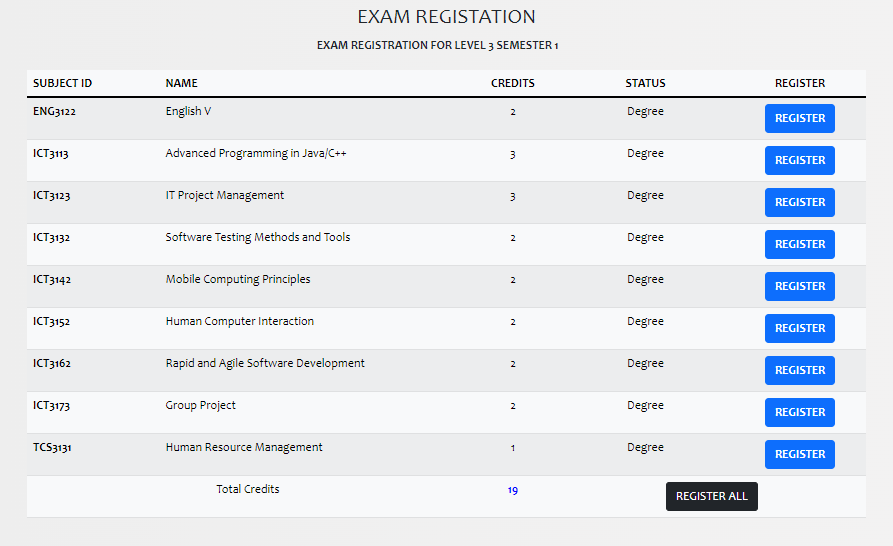 EXAM REGISTATION
EXAM REGISTRATION FOR LEVEL 3 SEMESTER 1
SUBJECT ID NAME CREDITS STATUS REGISTER
ENG3122 English V 2 Degree REGISTER
ICT3113 Advanced Programming in Java/C++ 3 Degree REGISTER
ICT3123 IT Project Management 3 Degree REGISTER
ICT3132 Software Testing Methods and Tools 2 Degree REGISTER
ICT3142 Mobile Computing Principles 2 Degree REGISTER
ICT3152 Human Computer Interaction 2 Degree REGISTER
ICT3162 Rapid and Agile Software Development 2 Degree REGISTER
ICT3173 Group Project 2 Degree REGISTER
TCS3131 Human Resource Management 1 Degree REGISTER
Total Credits 19 REGISTER ALL